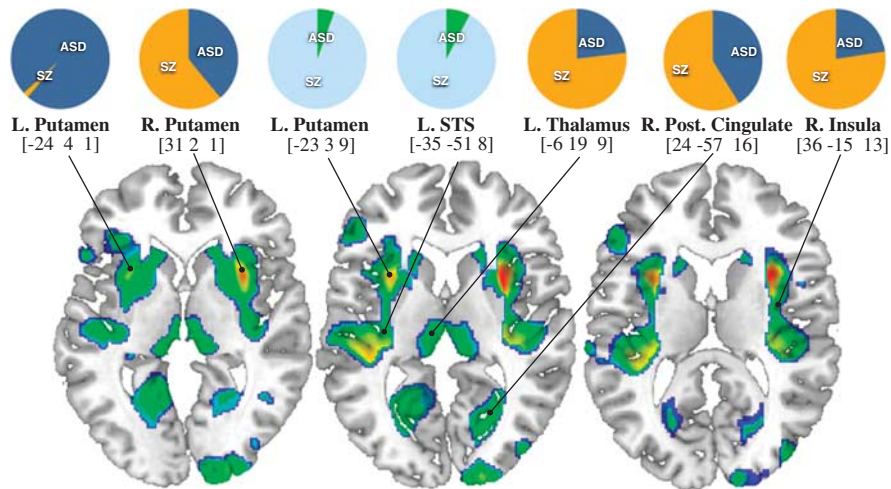 ASD
SZ
ASD
SZ
ASD
SZ
ASD
SZ
ASD
SZ
ASD
SZ
ASD
SZ
L. Putamen
[-24 4 1]
R. Putamen
[31 2 1]
L. Putamen
[-23 3 9]
L. STS
[-35 -51 8]
L. Thalamus
[-6 19 9]
R. Post. Cingulate
[24 -57 16]
R. Insula
[36 -15 13]